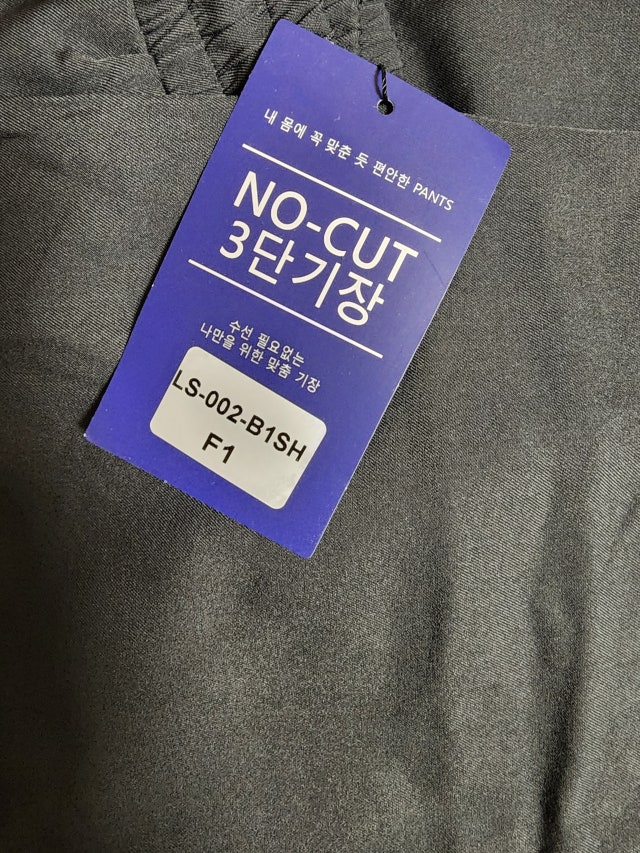 내 몸에 꼭 맞춘 듯 편안한 PANTS
NO-CUT
3단기장
수선 필요없는
나만을 위한 맞춤 기장
LS-002-B1SH
F1